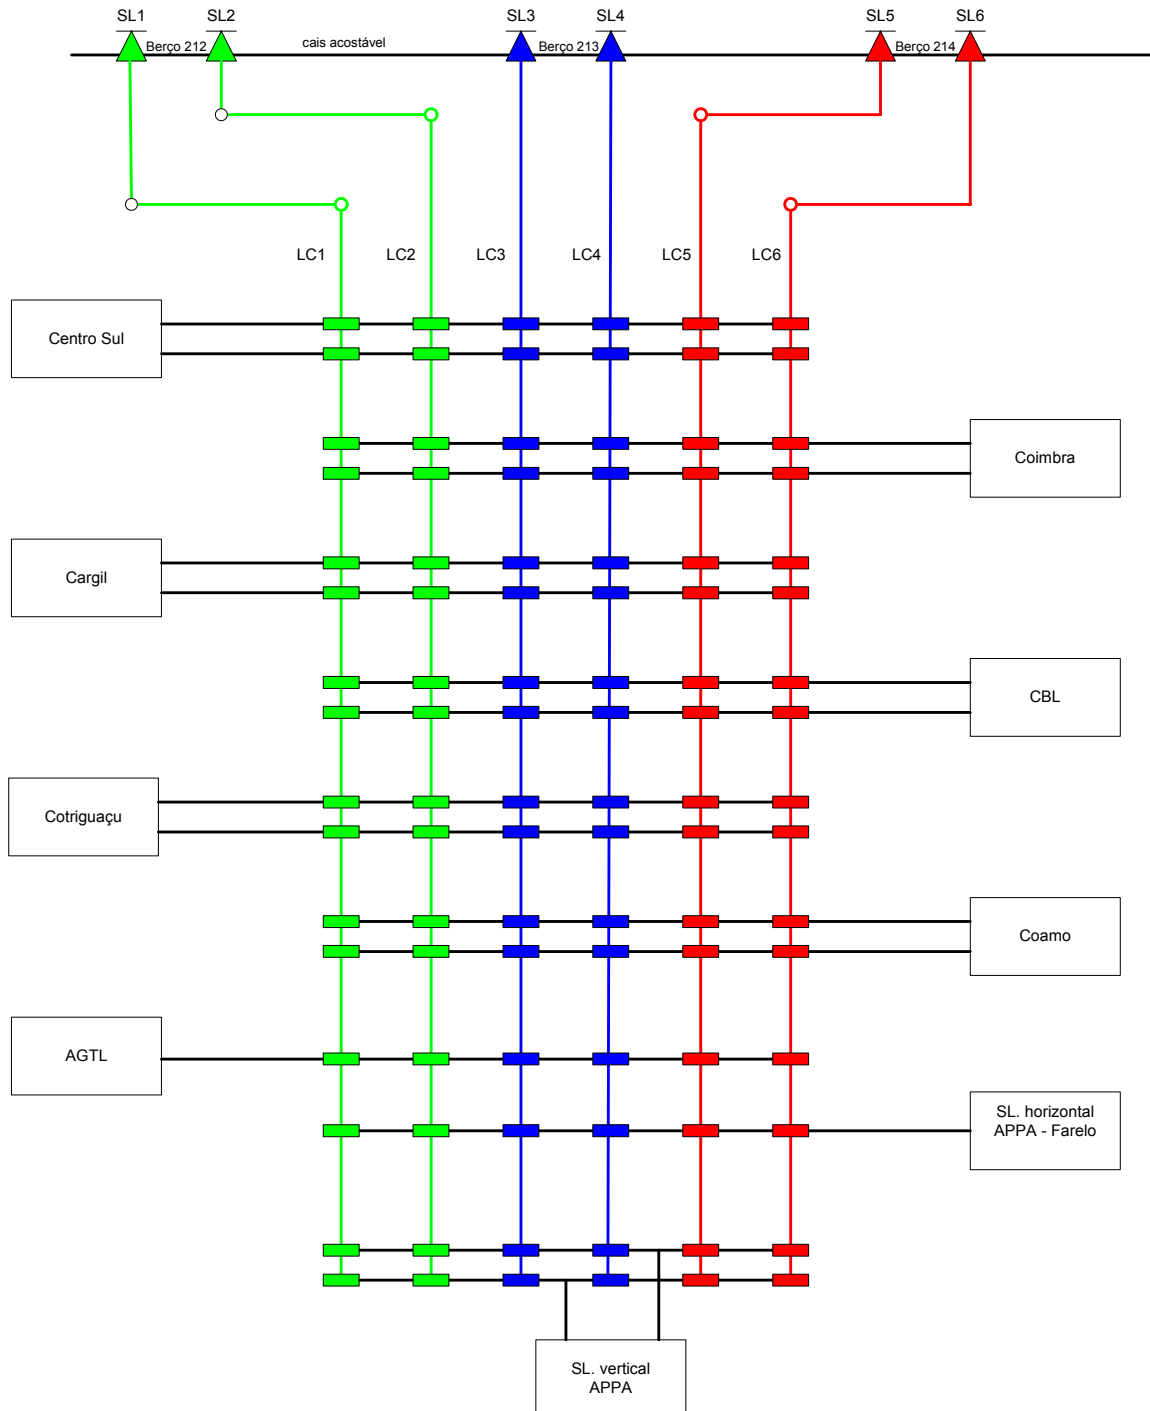 SL1
SL2
SL3
SL4
SL5
SL6
Berço 212
cais acostável
Berço 213
Berço 214
LC1
LC2
LC3
LC4
LC5
LC6
Centro Sul
Coimbra
Cargil
CBL
Cotriguaçu
Coamo
AGTL
SL. horizontal
APPA - Farelo
SL. vertical
APPA